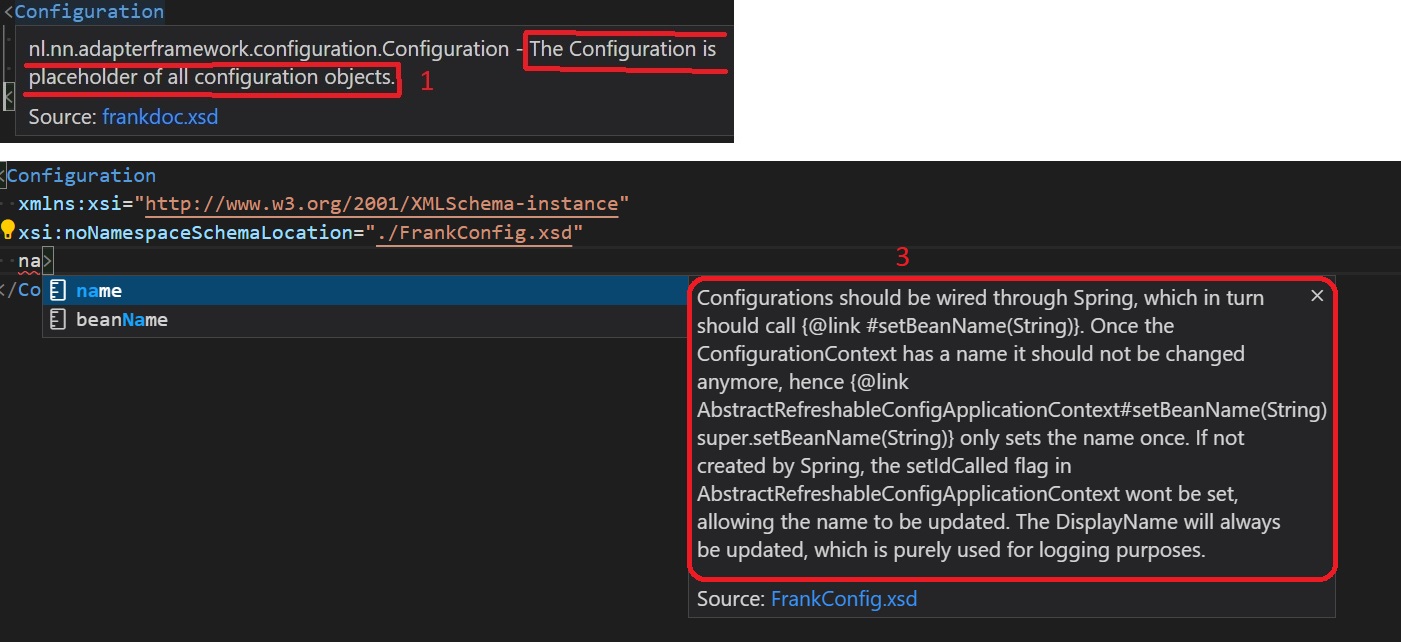 <Configuration
nl.nn.adapterframework.configuration.Configuration - The Configuration is
placeholder of all configuration objects.
1
<
Source: frankdoc.xsd
<Configuration
xmlns:xsi="http://www.w3.org/2001/XMLSchema-instance"
xsi:noNamespaceSchemaLocation="./FrankConfig.xsd"
na>
</Co
name
beanName
3
Configurations should be wired through Spring, which in turn
should call {@link #setBeanName(String)}. Once the
ConfigurationContext has a name it should not be changed
anymore, hence {@link
AbstractRefreshableConfigApplicationContext#setBeanName(String)
super.setBeanName(String)} only sets the name once. If not
created by Spring, the setIdCalled flag in
AbstractRefreshableConfigApplicationContext wont be set,
allowing the name to be updated. The DisplayName will always
be updated, which is purely used for logging purposes.
Source: FrankConfig.xsd